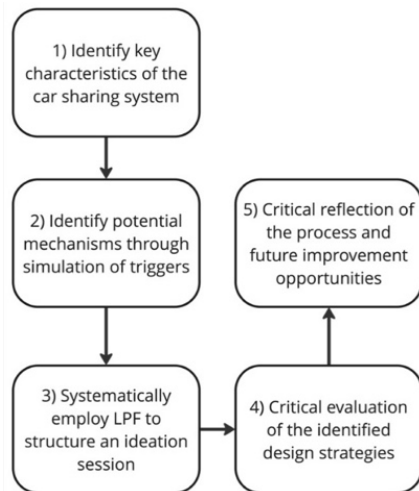 1) Identify key
characteristics of the
car sharing system
2) Identify potential
mechanisms through
simulation of triggers
3) Systematically
employ LPF to
structure an ideation
session
4) Critical evaluation
of the identified
design strategies
5) Critical reflection
of the process and
future improvement
opportunities